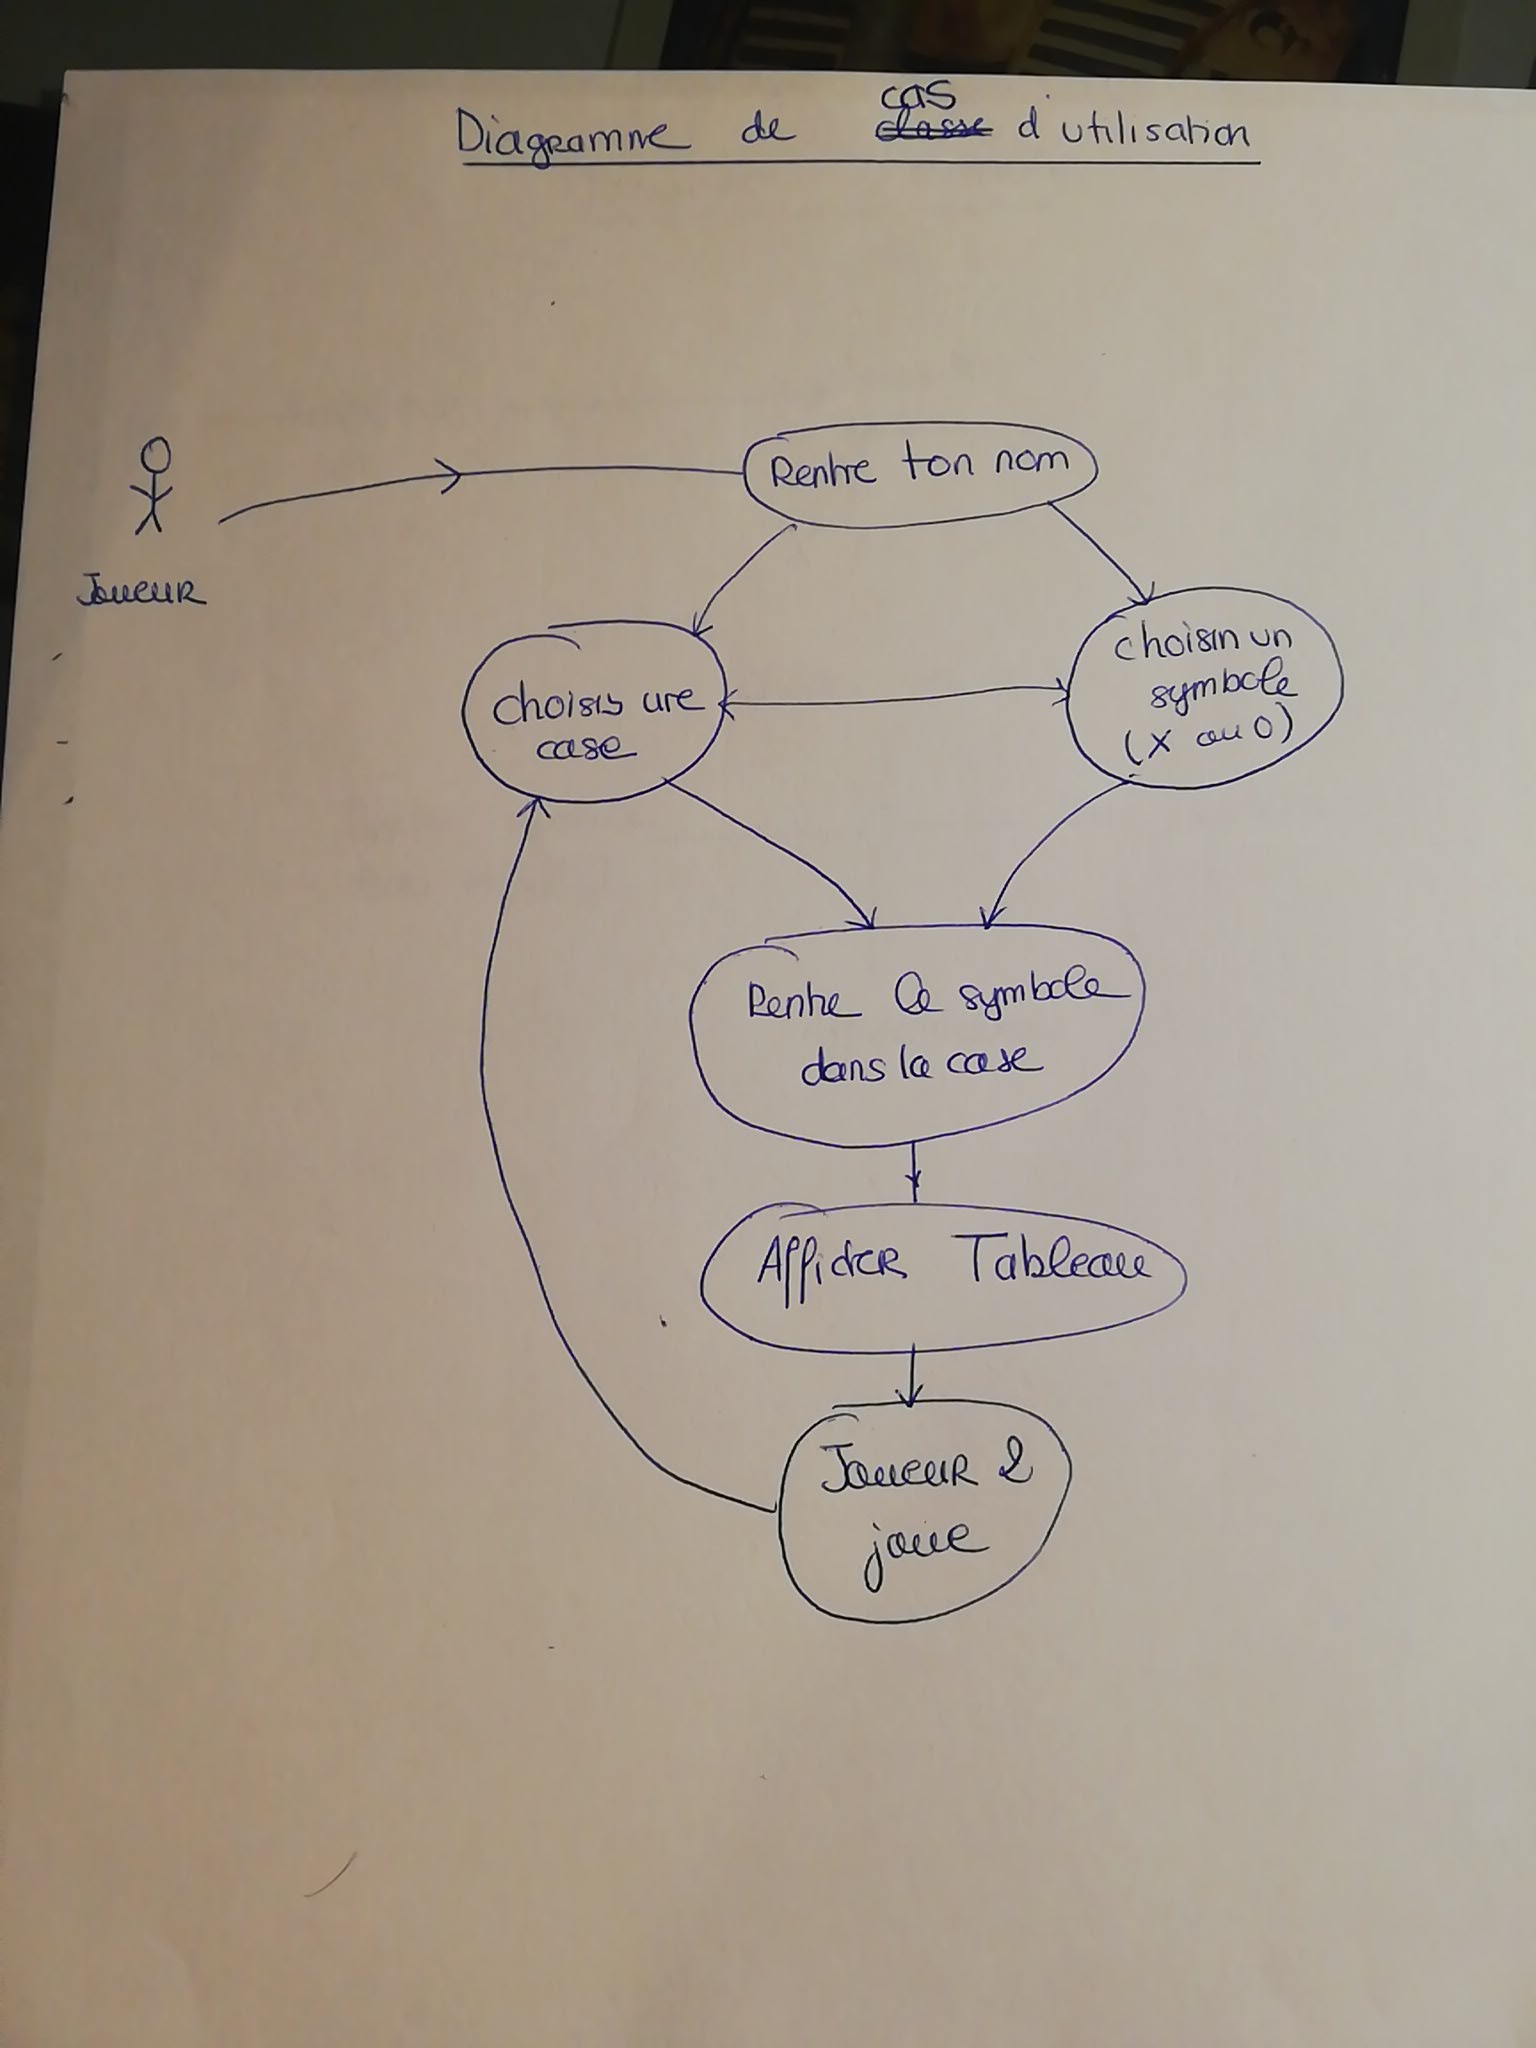 Diagramme de cas d'utilisation
Rentre ton nom
Joueur
choisis une
case
choisir un
symbole
(X ou O)
Rentre le symbole
dans la case
Afficher Tableau
Joueur 2
joue